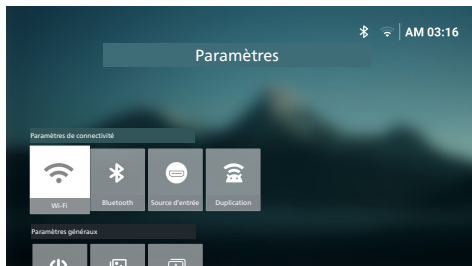 AM 03:16
Paramètres
Paramètres de connectivité
Wi-Fi
Bluetooth
Source d'entrée
Duplication
Paramètres généraux